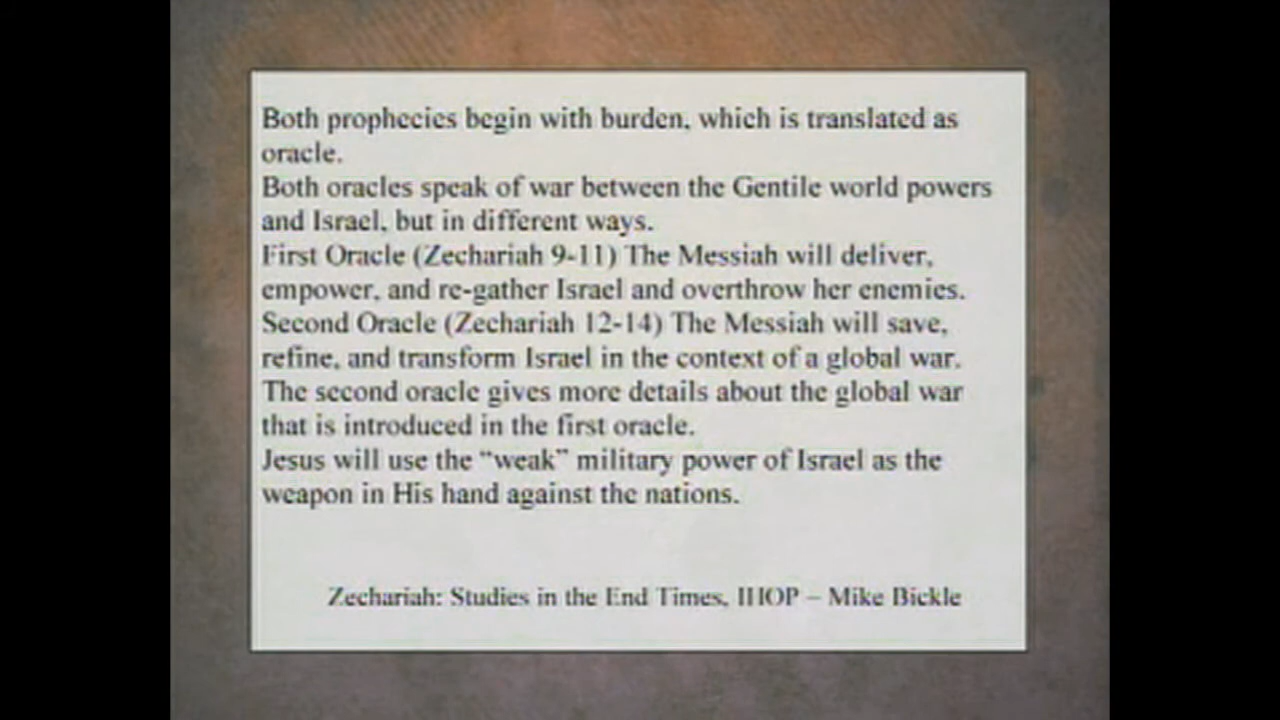 Both prophecies begin with burden, which is translated as
oracle.
Both oracles speak of war between the Gentile world powers
and Israel, but in different ways.
First Oracle (Zechariah 9-11) The Messiah will deliver,
empower, and re-gather Israel and overthrow her enemies.
Second Oracle (Zechariah 12-14) The Messiah will save,
refine, and transform Israel in the context of a global war.
The second oracle gives more details about the global war
that is introduced in the first oracle.
Jesus will use the “weak” military power of Israel as the
weapon in His hand against the nations.
Zechariah: Studies in the End Times, IHOP – Mike Bickle